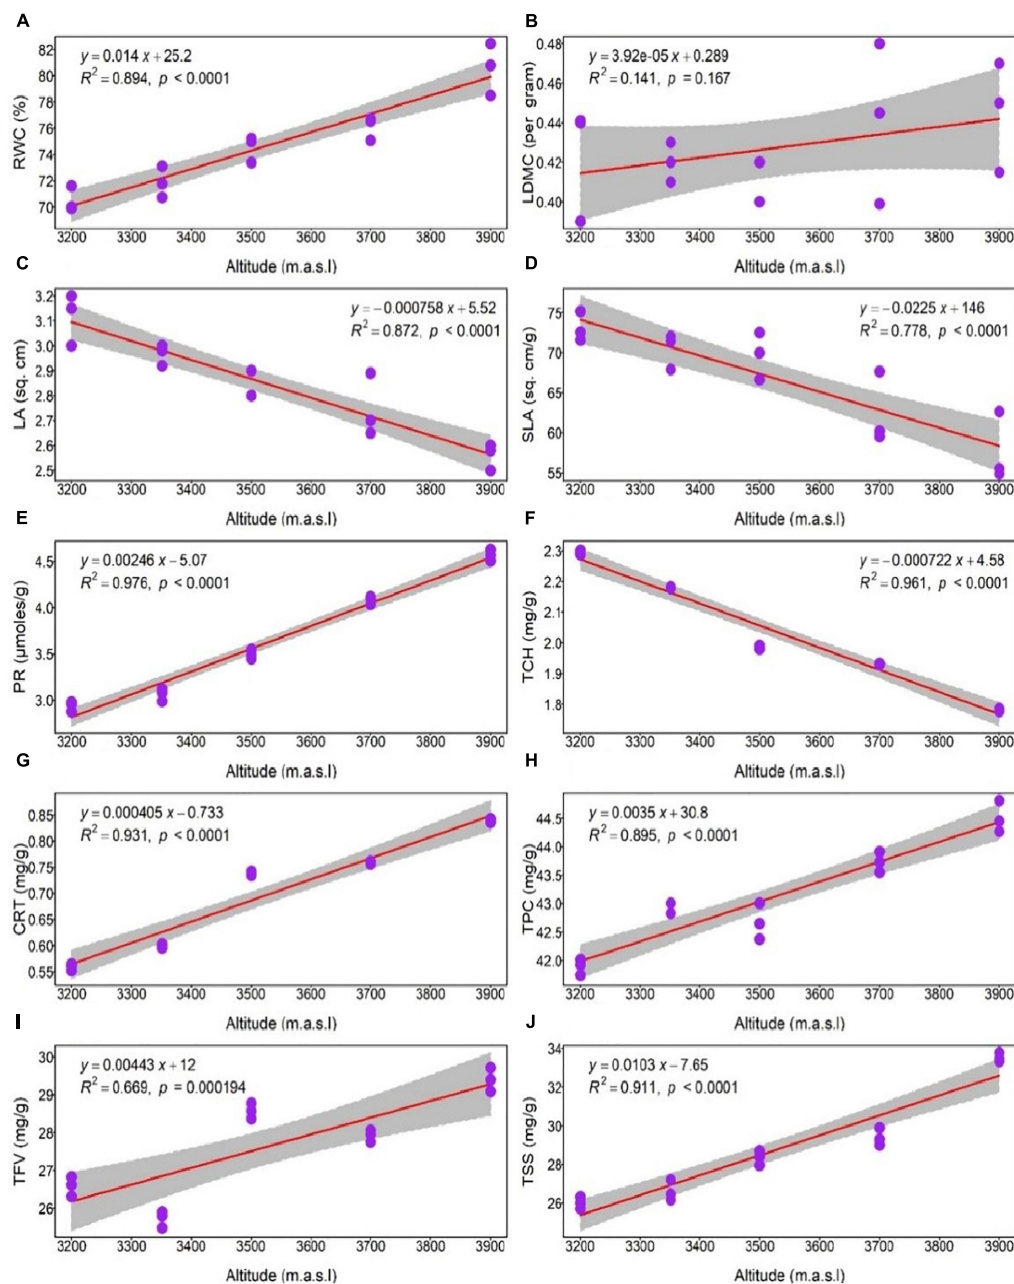 A
y = 0.014 x + 25.2
R² = 0.894, p < 0.0001
RWC (%)
82
80
78
76
74
72
70
3200 3300 3400 3500 3600 3700 3800 3900
Altitude (m.a.s.l)
B
y = 3.92e-05 x + 0.289
R² = 0.141, p = 0.167
LDMC (per gram)
0.48
0.46
0.44
0.42
0.40
3200 3300 3400 3500 3600 3700 3800 3900
Altitude (m.a.s.l)
C
y = −0.000758 x + 5.52
R² = 0.872, p < 0.0001
LA (sq. cm)
3.2
3.1
3.0
2.9
2.8
2.7
2.6
2.5
3200 3300 3400 3500 3600 3700 3800 3900
Altitude (m.a.s.l)
D
y = −0.0225 x + 146
R² = 0.778, p < 0.0001
SLA (sq. cm/g)
75
70
65
60
55
3200 3300 3400 3500 3600 3700 3800 3900
Altitude (m.a.s.l)
E
y = 0.00246 x − 5.07
R² = 0.976, p < 0.0001
PR (µmoles/g)
4.5
4.0
3.5
3.0
3200 3300 3400 3500 3600 3700 3800 3900
Altitude (m.a.s.l)
F
y = −0.000722 x + 4.58
R² = 0.961, p < 0.0001
TCH (mg/g)
2.3
2.2
2.1
2.0
1.9
1.8
3200 3300 3400 3500 3600 3700 3800 3900
Altitude (m.a.s.l)
G
y = 0.000405 x − 0.733
R² = 0.931, p < 0.0001
CRT (mg/g)
0.85
0.80
0.75
0.70
0.65
0.60
0.55
3200 3300 3400 3500 3600 3700 3800 3900
Altitude (m.a.s.l)
H
y = 0.0035 x + 30.8
R² = 0.895, p < 0.0001
TPC (mg/g)
44.5
44.0
43.5
43.0
42.5
42.0
3200 3300 3400 3500 3600 3700 3800 3900
Altitude (m.a.s.l)
I
y = 0.00443 x + 12
R² = 0.669, p = 0.000194
TFV (mg/g)
30
29
28
27
26
3200 3300 3400 3500 3600 3700 3800 3900
Altitude (m.a.s.l)
J
y = 0.0103 x − 7.65
R² = 0.911, p < 0.0001
TSS (mg/g)
34
32
30
28
26
3200 3300 3400 3500 3600 3700 3800 3900
Altitude (m.a.s.l)